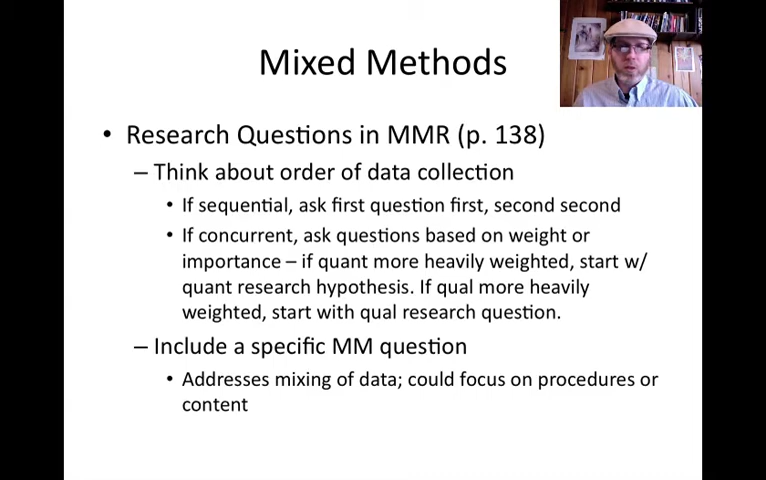 Mixed Methods
• Research Questions in MMR (p. 138)
– Think about order of data collection
• If sequential, ask first question first, second second
• If concurrent, ask questions based on weight or
importance – if quant more heavily weighted, start w/
quant research hypothesis. If qual more heavily
weighted, start with qual research question.
– Include a specific MM question
• Addresses mixing of data; could focus on procedures or
content